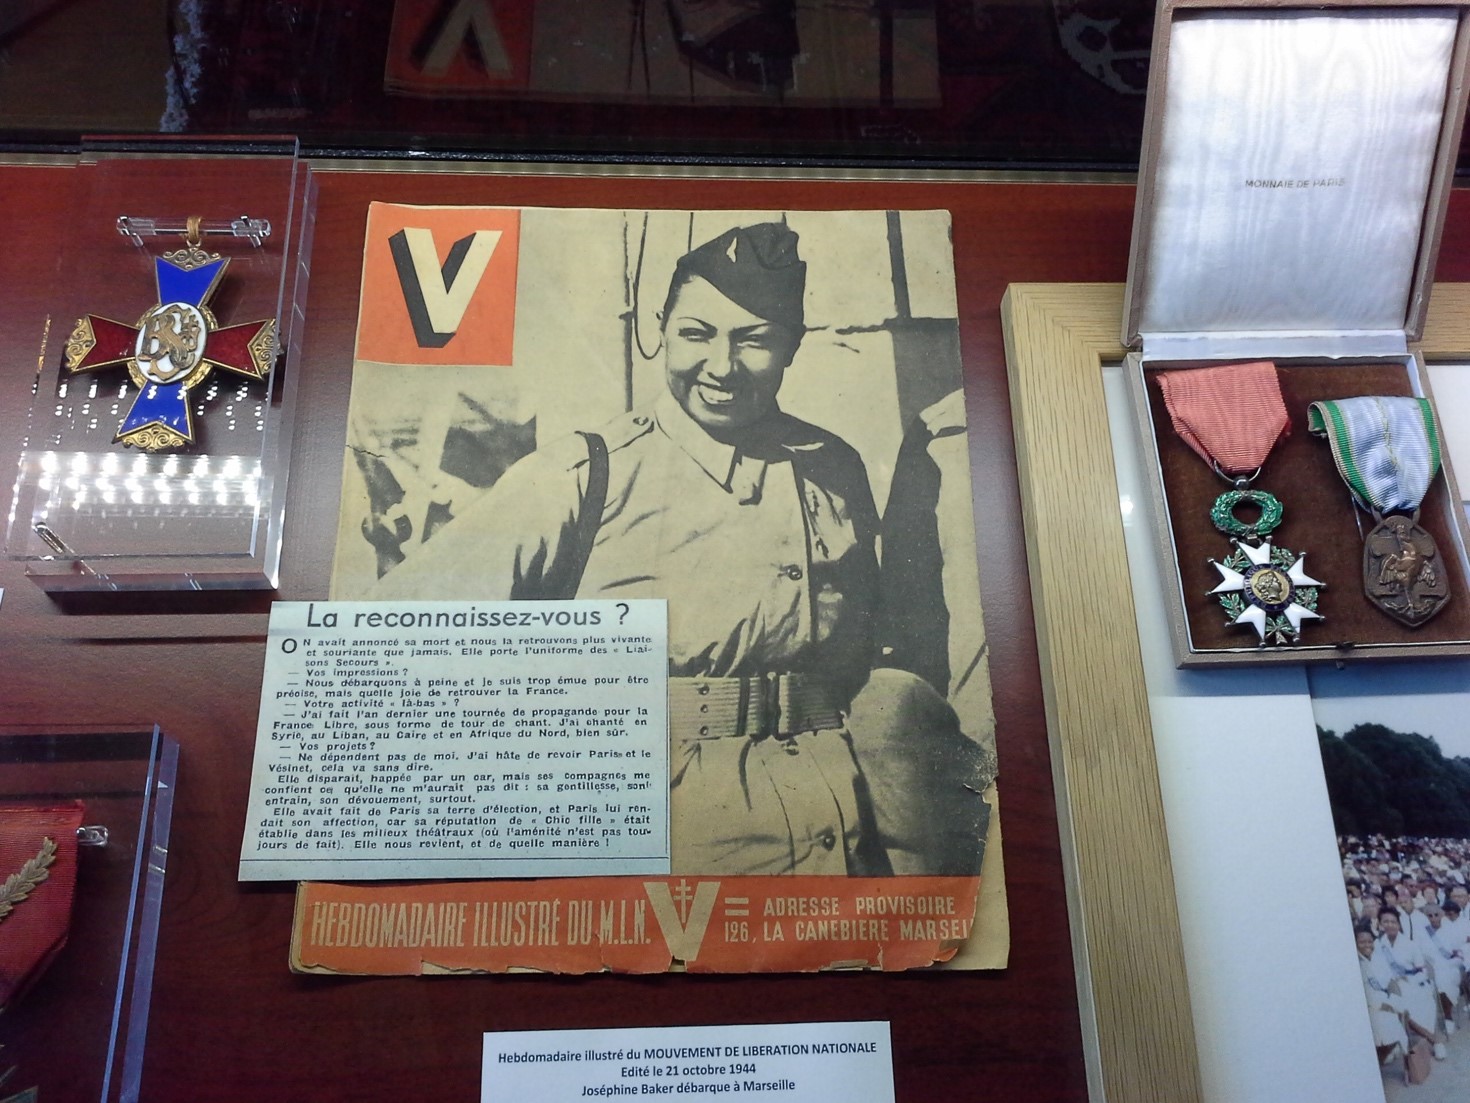 V
MONNAIE DE PARIS
La reconnaissez-vous ?
ON avait annoncé sa mort et nous la retrouvons plus vivante
et souriante que jamais. Elle porte l'uniforme des « Liai-
sons Secours ».
— Vos impressions ?
— Nous débarquons à peine et je suis trop émue pour être
précise, mais quelle joie de retrouver la France.
— Votre activité « là-bas » ?
— J'ai fait l'an dernier une tournée de propagande pour la
France Libre, sous forme de tour de chant. J'ai chanté en
Syrie, au Liban, au Caire et en Afrique du Nord, bien sûr.
— Vos projets ?
— Ne dépendent pas de moi. J'ai hâte de revoir Paris et le
Vésinet, cela va sans dire.
Elle disparaît, happée par un car, mais ses compagnes me
confient ce qu'elle ne m'aurait pas dit : sa gentillesse, son
entrain, son dévouement, surtout.
Elle avait fait de Paris sa terre d'élection, et Paris lui ren-
dait son affection, car sa réputation de « Chic fille » était
établie dans les milieux théâtraux (où l'aménité n'est pas tou-
jours de fait). Elle nous revient, et de quelle manière !
HEBDOMADAIRE ILLUSTRÉ DU M.L.N. V = ADRESSE PROVISOIRE
126, LA CANEBIERE MARSEI
Hebdomadaire illustré du MOUVEMENT DE LIBERATION NATIONALE
Edité le 21 octobre 1944
Joséphine Baker débarque à Marseille